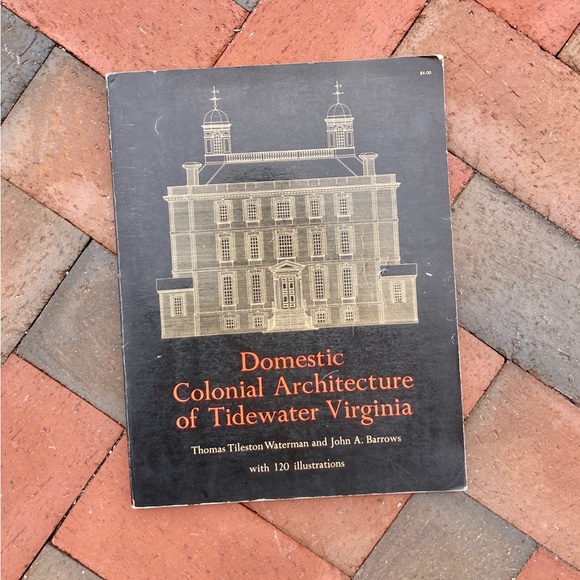 $4.00
Domestic
Colonial Architecture
of Tidewater Virginia
Thomas Tileston Waterman and John A. Barrows
with 120 illustrations